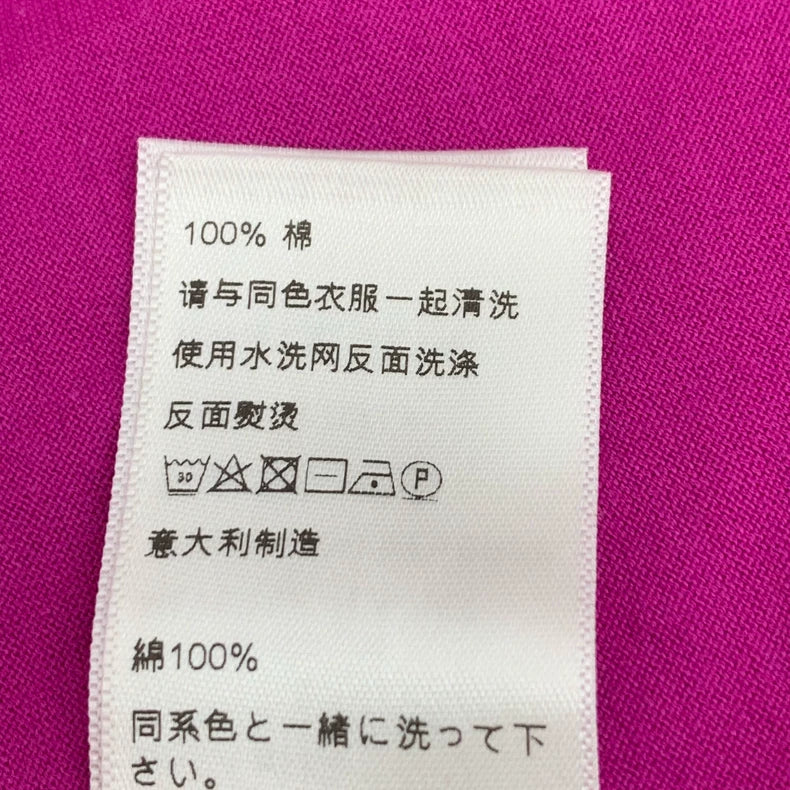 100% 棉
请与同色衣服一起清洗
使用水洗网反面洗涤
反面熨烫
30 P
意大利制造
綿100%
同系色と一緒に洗って下
さい。